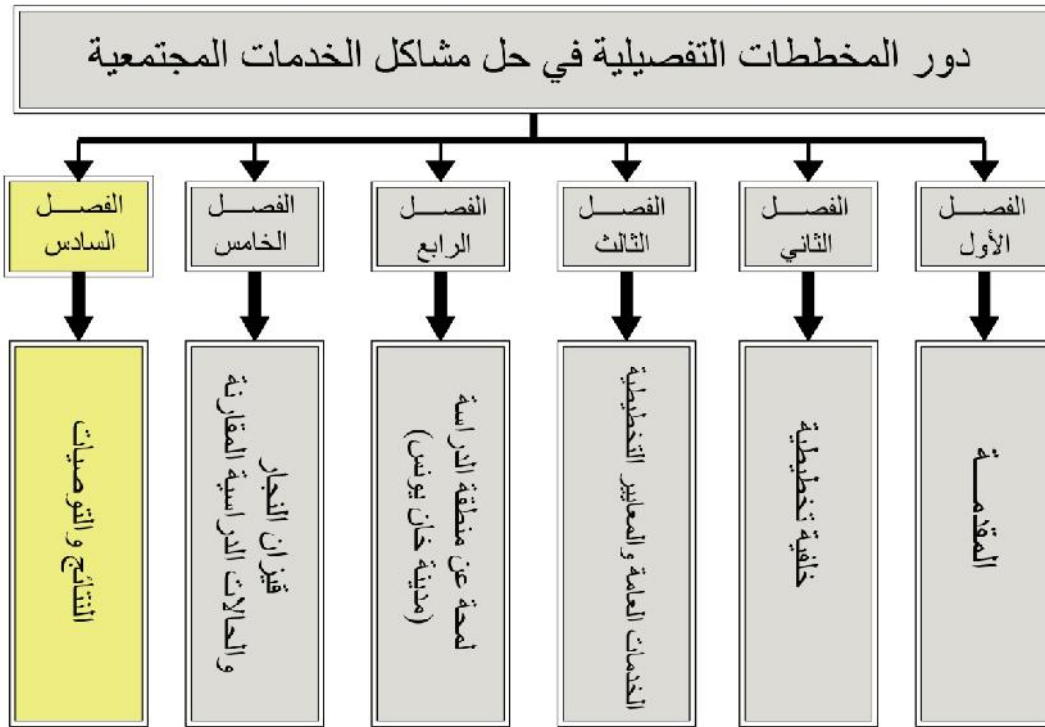 دور المخططات التفصيلية في حل مشاكل الخدمات المجتمعية
الفصل
الأول
الفصل
الثاني
الفصل
الثالث
الفصل
الرابع
الفصل
الخامس
الفصل
السادس
المقدمة
خلفية تخطيطية
الخدمات العامة والمعايير التخطيطية
لمحة عن منطقة الدراسة
(مدينة خان يونس)
قيزان النجار
والحالات الدراسية المقارنة
النتائج والتوصيات